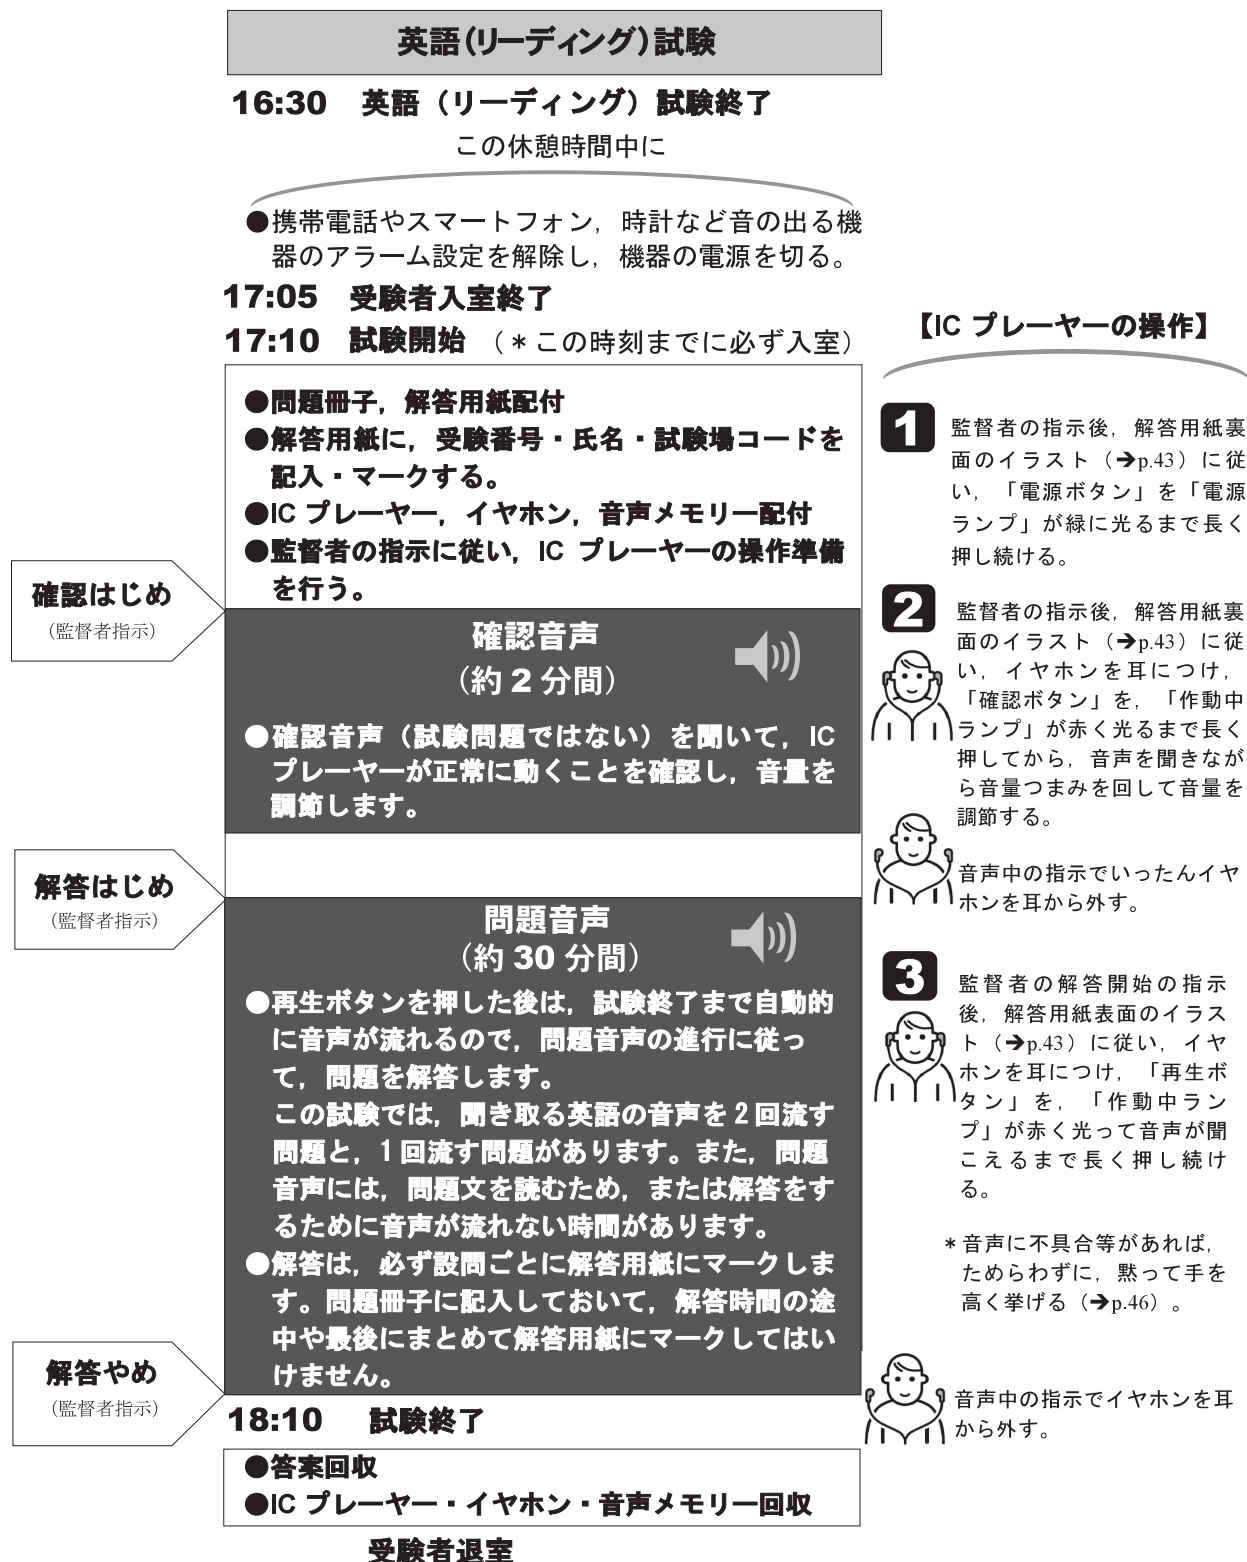 英語(リーディング)試験
16:30　英語（リーディング）試験終了
この休憩時間中に
●携帯電話やスマートフォン，時計など音の出る機
器のアラーム設定を解除し，機器の電源を切る。
17:05　受験者入室終了
17:10　試験開始（＊この時刻までに必ず入室）
●問題冊子，解答用紙配付
●解答用紙に，受験番号・氏名・試験場コードを
記入・マークする。
●IC プレーヤー，イヤホン，音声メモリー配付
●監督者の指示に従い，IC プレーヤーの操作準備
を行う。
確認はじめ
（監督者指示）
確認音声
（約 2 分間）
●確認音声（試験問題ではない）を聞いて，IC
プレーヤーが正常に動くことを確認し，音量を
調節します。
解答はじめ
（監督者指示）
問題音声
（約 30 分間）
●再生ボタンを押した後は，試験終了まで自動的
に音声が流れるので，問題音声の進行に従っ
て，問題を解答します。
この試験では，聞き取る英語の音声を 2 回流す
問題と，1 回流す問題があります。また，問題
音声には，問題文を読むため，または解答をす
るために音声が流れない時間があります。
●解答は，必ず設問ごとに解答用紙にマークしま
す。問題冊子に記入しておいて，解答時間の途
中や最後にまとめて解答用紙にマークしてはい
けません。
解答やめ
（監督者指示）
18:10　試験終了
●答案回収
●IC プレーヤー・イヤホン・音声メモリー回収
受験者退室
【IC プレーヤーの操作】
1
監督者の指示後，解答用紙裏
面のイラスト（➔p.43）に従
い，「電源ボタン」を「電源
ランプ」が緑に光るまで長く
押し続ける。
2
監督者の指示後，解答用紙裏
面のイラスト（➔p.43）に従
い，イヤホンを耳につけ，
「確認ボタン」を，「作動中
ランプ」が赤く光るまで長く
押してから，音声を聞きなが
ら音量つまみを回して音量を
調節する。
音声中の指示でいったんイヤ
ホンを耳から外す。
3
監督者の解答開始の指示
後，解答用紙表面のイラス
ト（➔p.43）に従い，イヤ
ホンを耳につけ，「再生ボ
タン」を，「作動中ラン
プ」が赤く光って音声が聞
こえるまで長く押し続け
る。
＊音声に不具合等があれば，
ためらわずに，黙って手を
高く挙げる（➔p.46）。
音声中の指示でイヤホンを耳
から外す。